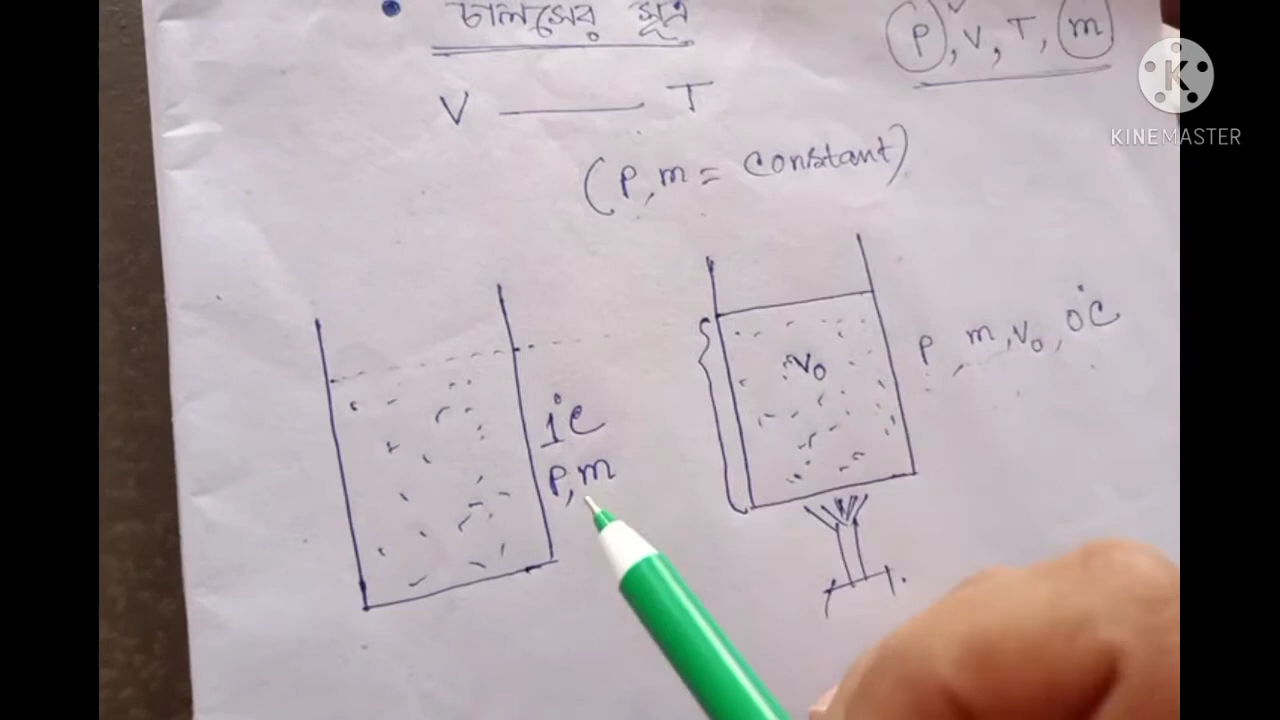 • চালসের সূত্র
P, V, T, m
V —— T
(P, m = constant)
V₀
P, m, V₀, 0°C
1°C
P, m
K
KINEMASTER